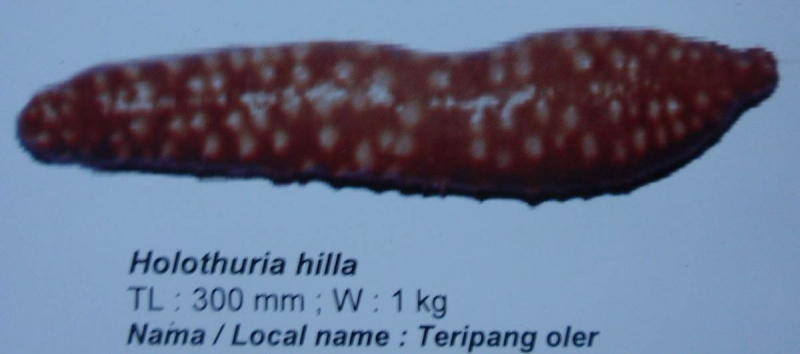 Holothuria hilla
TL : 300 mm ; W : 1 kg
Nama / Local name : Teripang oler